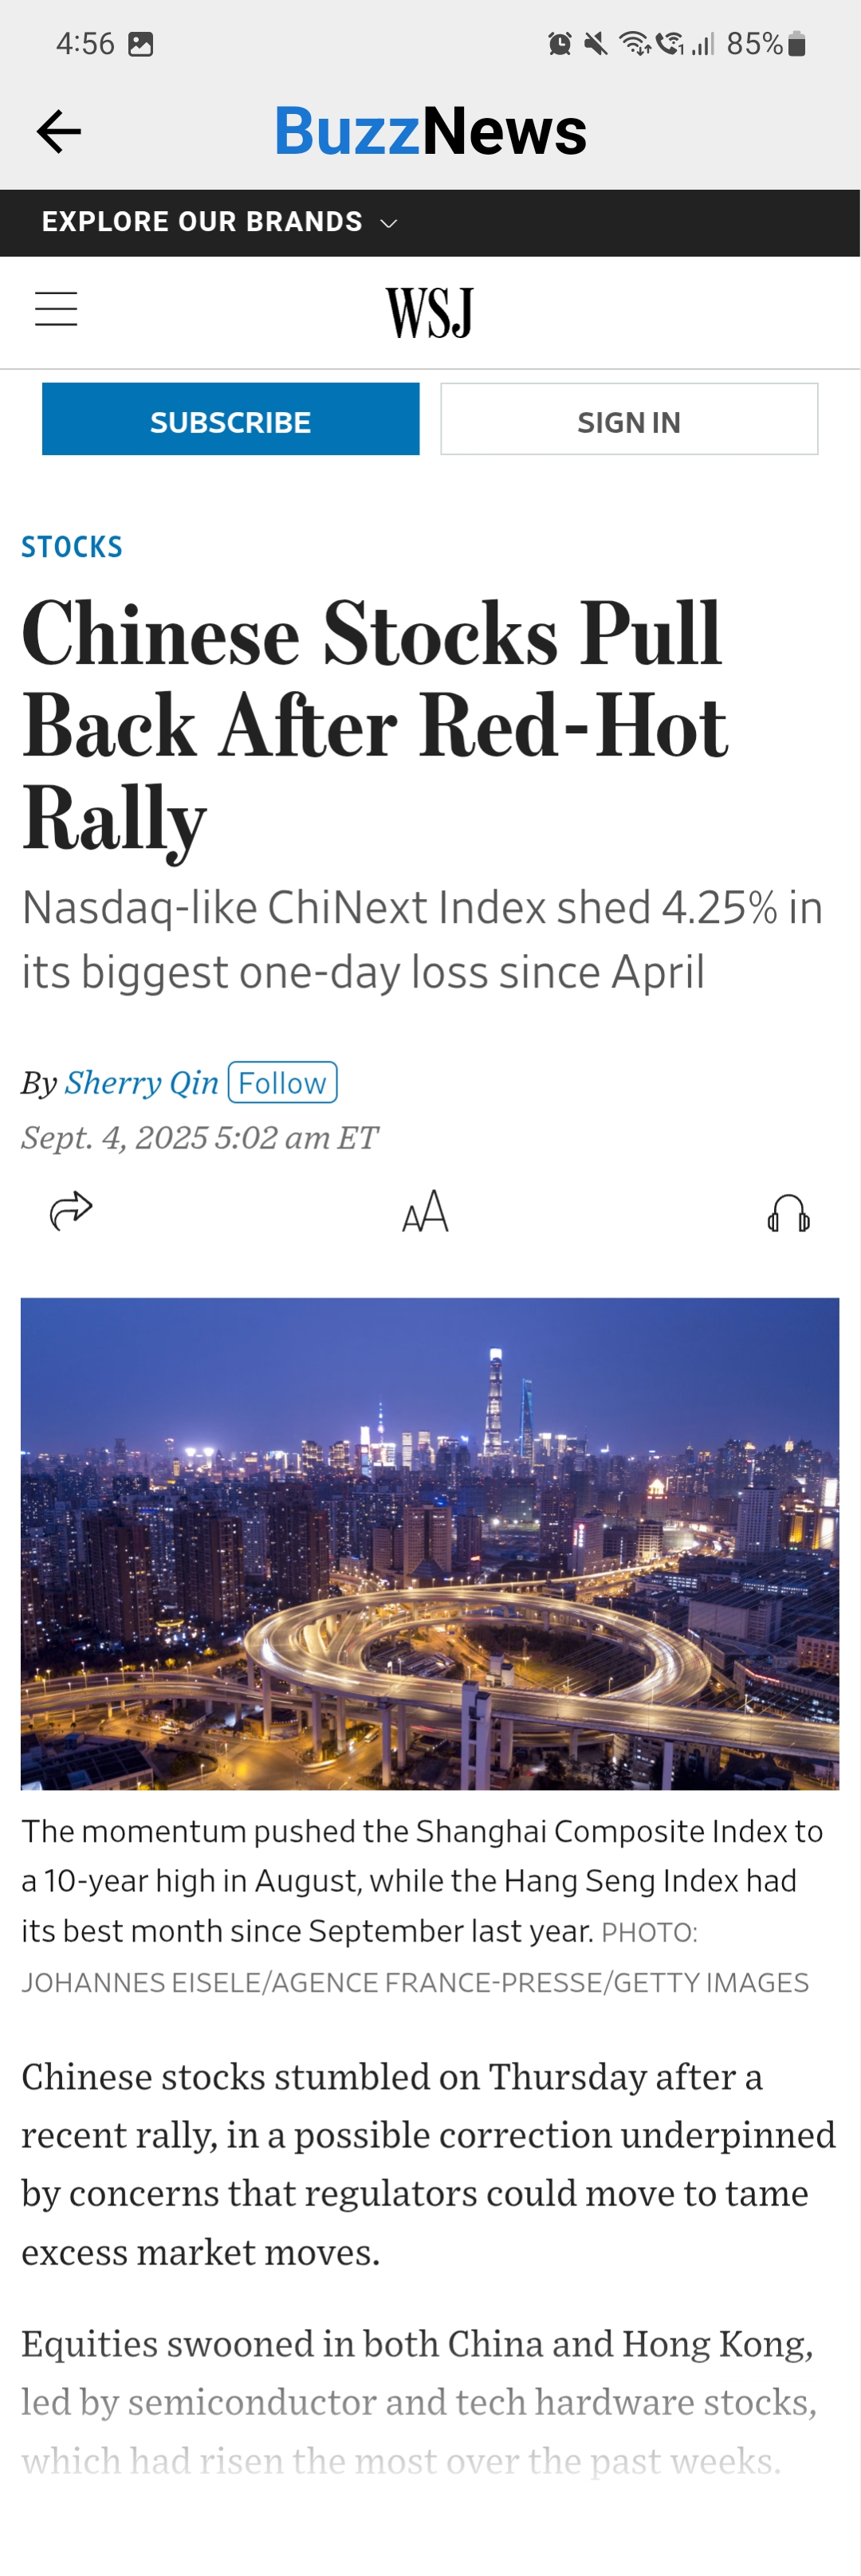 4:56
85%
BuzzNews
EXPLORE OUR BRANDS
WSJ
SUBSCRIBE
SIGN IN
STOCKS
Chinese Stocks Pull
Back After Red-Hot
Rally
Nasdaq-like ChiNext Index shed 4.25% in
its biggest one-day loss since April
By Sherry Qin Follow
Sept. 4, 2025 5:02 am ET
AA
The momentum pushed the Shanghai Composite Index to
a 10-year high in August, while the Hang Seng Index had
its best month since September last year. PHOTO:
JOHANNES EISELE/AGENCE FRANCE-PRESSE/GETTY IMAGES
Chinese stocks stumbled on Thursday after a
recent rally, in a possible correction underpinned
by concerns that regulators could move to tame
excess market moves.
Equities swooned in both China and Hong Kong,
led by semiconductor and tech hardware stocks,
which had risen the most over the past weeks.